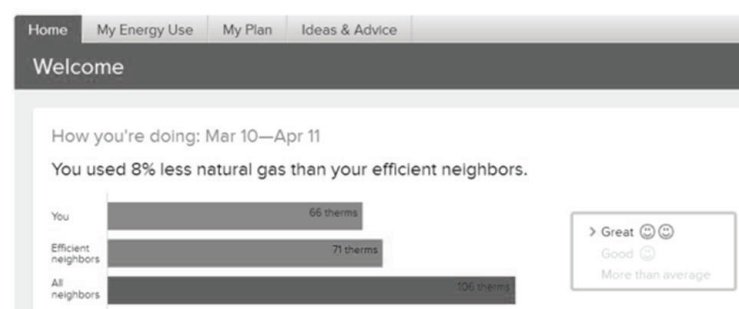 Home My Energy Use My Plan Ideas & Advice
Welcome
How you're doing: Mar 10—Apr 11
You used 8% less natural gas than your efficient neighbors.
You 66 therms
Efficient
neighbors 71 therms
All
neighbors 106 therms
> Great
Good
More than average